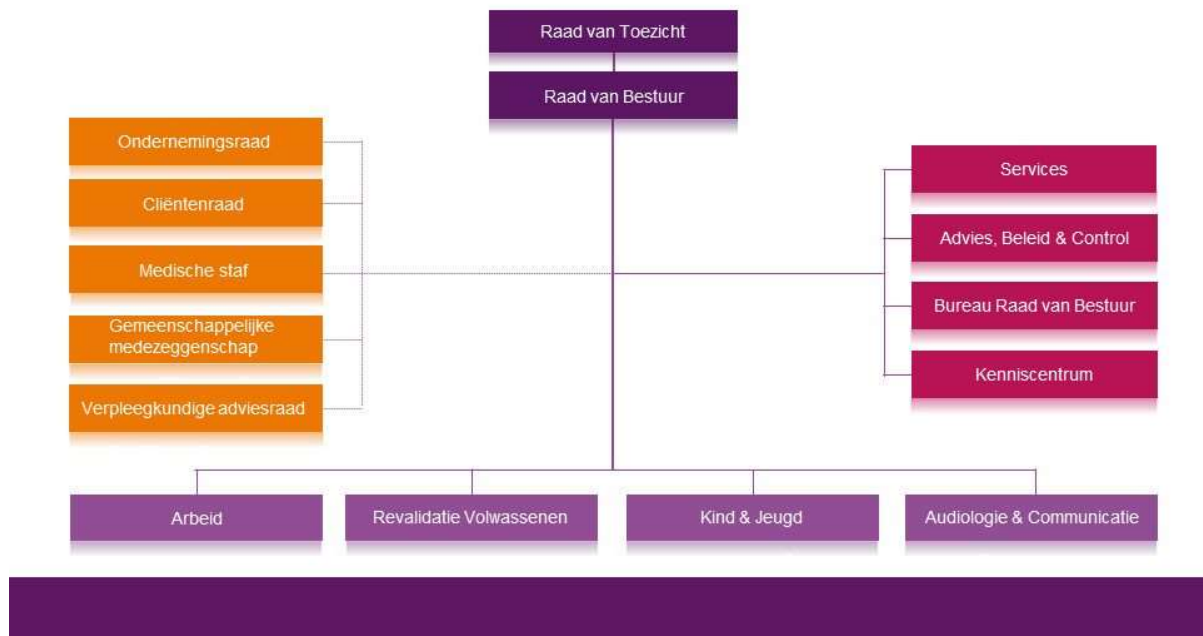 Raad van Toezicht
Raad van Bestuur
Ondernemingsraad
Cliëntenraad
Medische staf
Gemeenschappelijke
medezeggenschap
Verpleegkundige adviesraad
Services
Advies, Beleid & Control
Bureau Raad van Bestuur
Kenniscentrum
Arbeid
Revalidatie Volwassenen
Kind & Jeugd
Audiologie & Communicatie